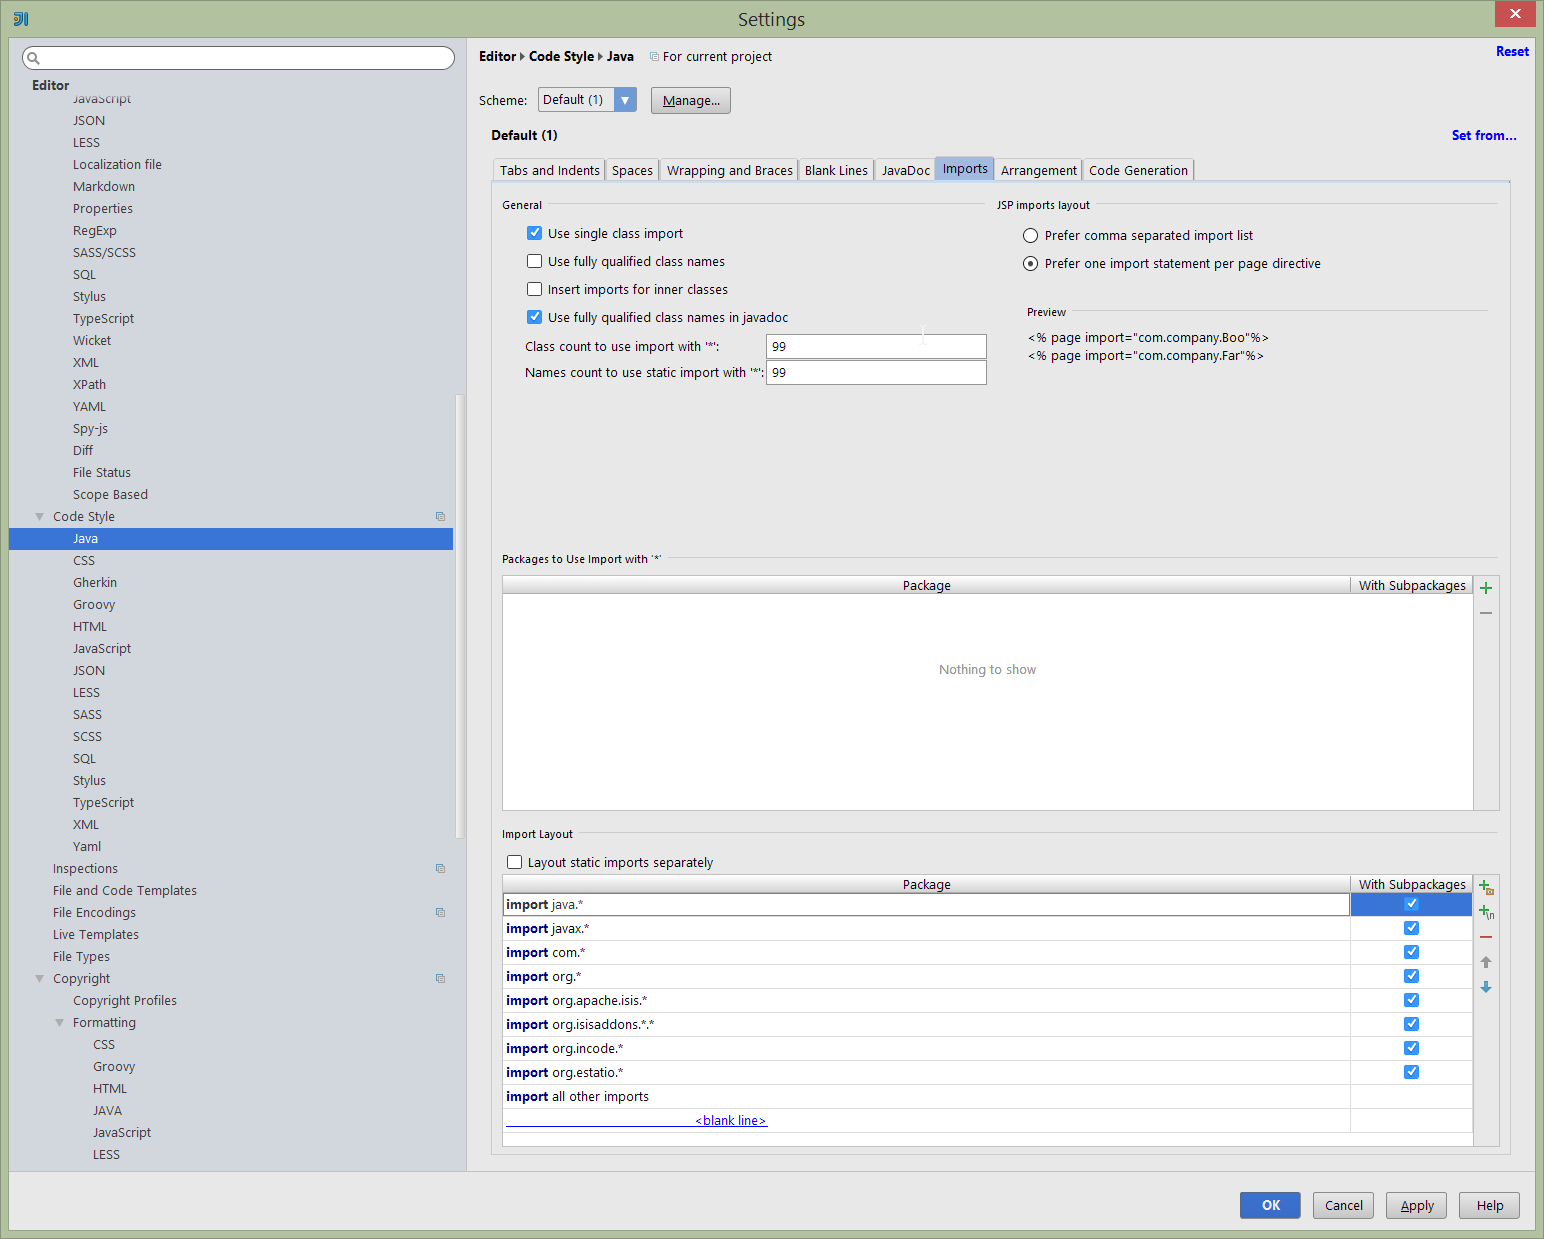 Settings
Editor
JavaScript
JSON
LESS
Localization file
Markdown
Properties
RegExp
SASS/SCSS
SQL
Stylus
TypeScript
Wicket
XML
XPath
YAML
Spy-js
Diff
File Status
Scope Based
Code Style
Java
CSS
Gherkin
Groovy
HTML
JavaScript
JSON
LESS
SASS
SCSS
SQL
Stylus
TypeScript
XML
Yaml
Inspections
File and Code Templates
File Encodings
Live Templates
File Types
Copyright
Copyright Profiles
Formatting
CSS
Groovy
HTML
JAVA
JavaScript
LESS
Editor Code Style Java For current project Reset
Scheme: Default (1) Manage...
Default (1) Set from...
Tabs and Indents Spaces Wrapping and Braces Blank Lines JavaDoc Imports Arrangement Code Generation
General
Use single class import
Use fully qualified class names
Insert imports for inner classes
Use fully qualified class names in javadoc
Class count to use import with '*': 99
Names count to use static import with '*': 99
JSP imports layout
Prefer comma separated import list
Prefer one import statement per page directive
Preview
<% page import="com.company.Boo"%>
<% page import="com.company.Far"%>
Packages to Use Import with '*'
Package With Subpackages
Nothing to show
Import Layout
Layout static imports separately
Package With Subpackages
import java.*
import javax.*
import com.*
import org.*
import org.apache.isis.*
import org.isisaddons.*.*
import org.incode.*
import org.estatio.*
import all other imports
<blank line>
\n
OK Cancel Apply Help